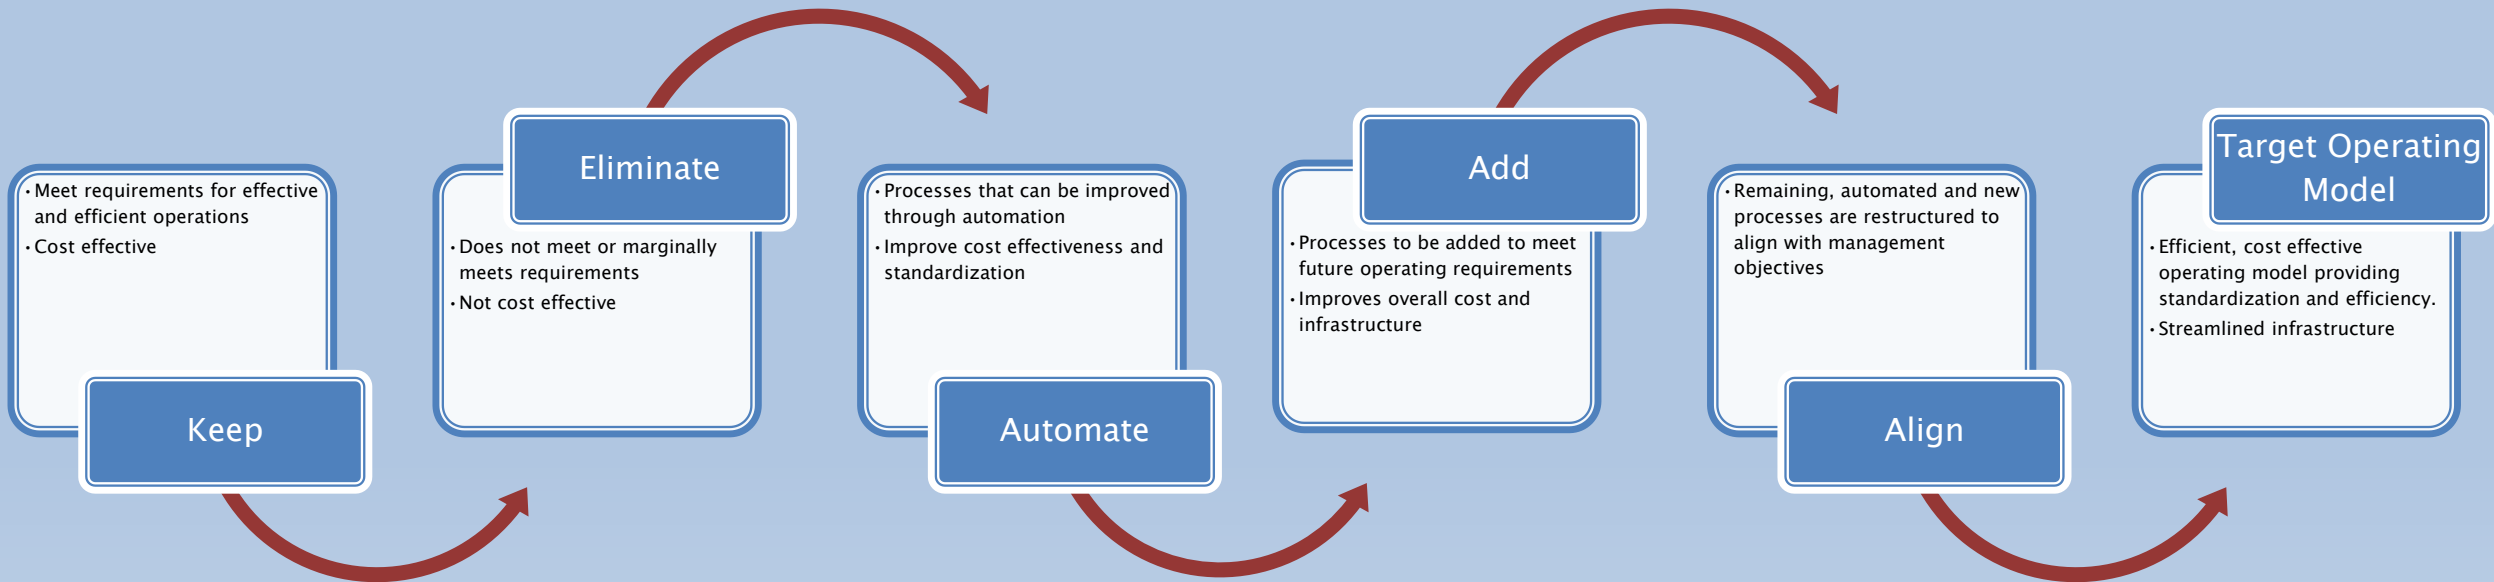 • Meet requirements for effective
and efficient operations
• Cost effective
Keep
Eliminate
• Does not meet or marginally
meets requirements
• Not cost effective
• Processes that can be improved
through automation
• Improve cost effectiveness and
standardization
Automate
Add
• Processes to be added to meet
future operating requirements
• Improves overall cost and
infrastructure
• Remaining, automated and new
processes are restructured to
align with management
objectives
Align
Target Operating
Model
• Efficient, cost effective
operating model providing
standardization and efficiency.
• Streamlined infrastructure